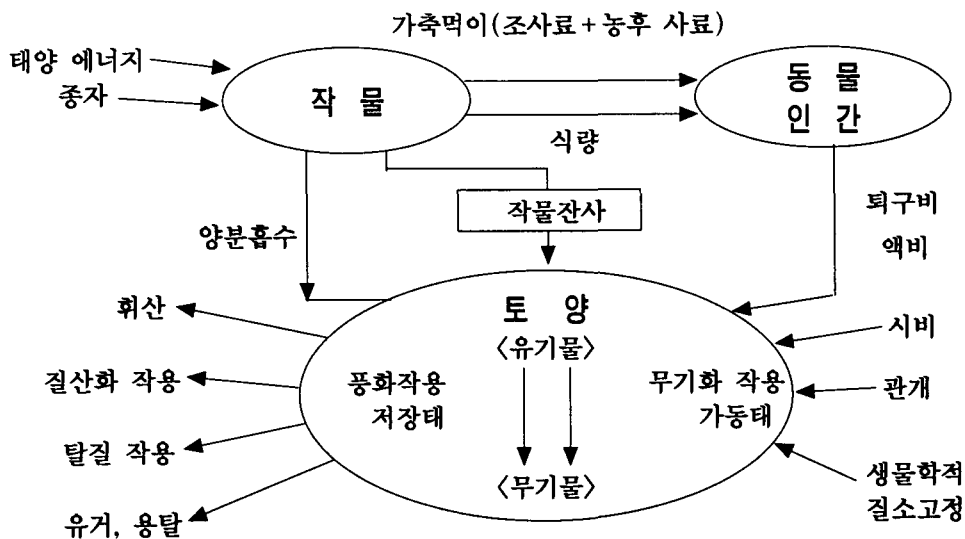 가축먹이(조사료+농후 사료)
태양 에너지
종자
작 물
동 물
인 간
식량
작물잔사
양분흡수
퇴구비
액비
토 양
〈유기물〉
휘산
시비
질산화 작용
풍화작용
저장태
무기화 작용
가동태
관개
탈질 작용
〈무기물〉
생물학적
질소고정
유거, 용탈